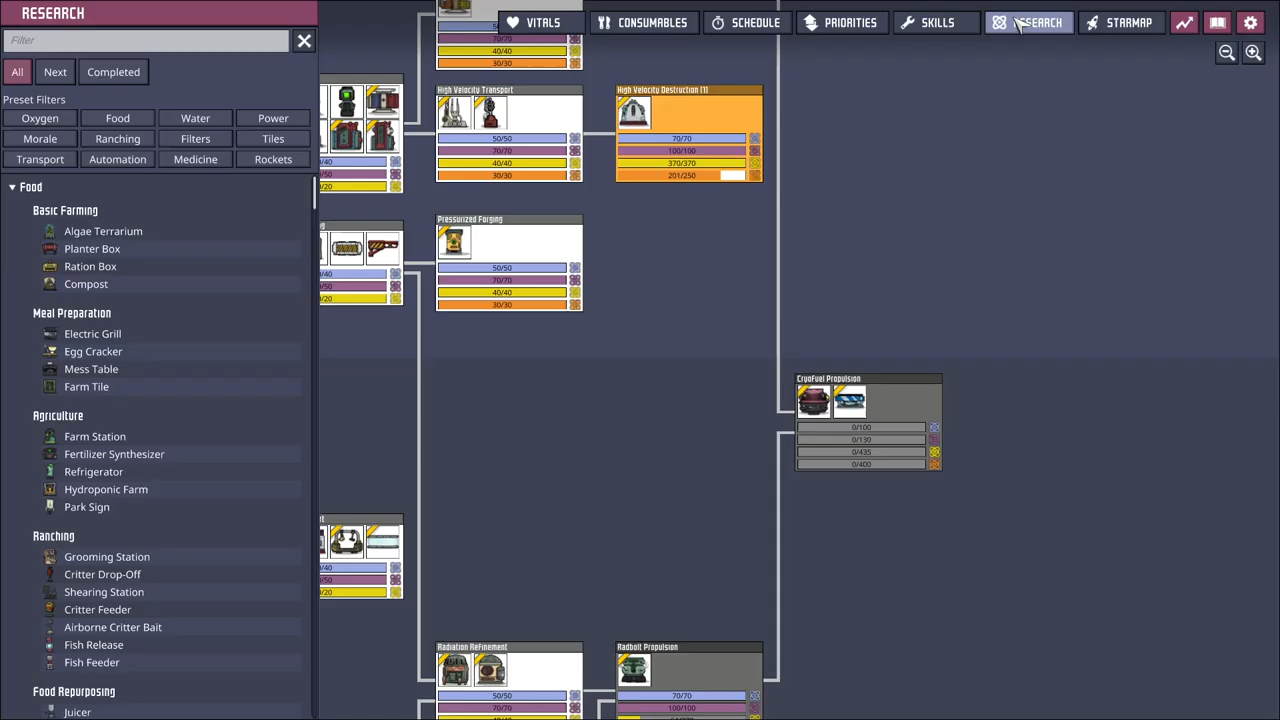 RESEARCH
VITALS
CONSUMABLES
SCHEDULE
PRIORITIES
SKILLS
STARMAP
Filter
All
Next
Completed
Preset Filters
Oxygen
Food
Water
Power
Morale
Filters
Tiles
Transport
Automation
Medicine
Rockets
Food
Basic Farming
Algae Terrarium
Planter Box
Ration Box
Compost
Meal Preparation
Electric Grill
Egg Cracker
Mess Table
Farm Tile
Agriculture
Farm Station
Fertilizer Synthesizer
Refrigerator
Hydroponic Farm
Park Sign
Ranching
Grooming Station
Critter Drop-Off
Shearing Station
Critter Feeder
Airborne Critter Bait
Fish Release
Fish Feeder
Food Repurposing
Juicer
70/70
40/40
30/30
High Velocity Transport
50/50
70/70
40/40
30/30
High Velocity Destruction [1]
70/70
100/100
370/370
201/250
Pressurized Forging
50/50
70/70
40/40
30/30
CryoFuel Propulsion
0/100
0/130
0/435
0/400
Radiation Refinement
50/50
70/70
Radbolt Propulsion
70/70
100/100